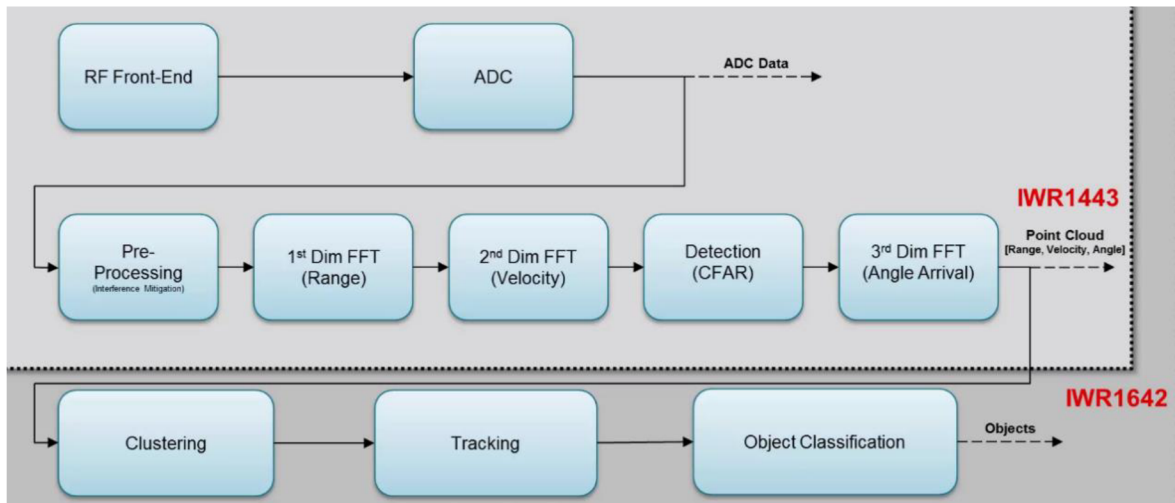 RF Front-End
ADC
ADC Data
IWR1443
Pre-
Processing
(Interference Mitigation)
1st Dim FFT
(Range)
2nd Dim FFT
(Velocity)
Detection
(CFAR)
3rd Dim FFT
(Angle Arrival)
Point Cloud
[Range, Velocity, Angle]
IWR1642
Clustering
Tracking
Object Classification
Objects